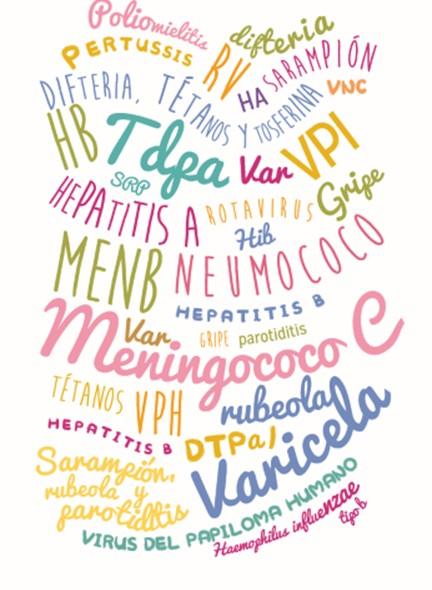 Poliomielitis
difteria
PERTUSSIS
RV
SARAMPIÓN
HA
VNC
DIFTERIA, TÉTANOS Y TOSFERINA
HB
Tdpa
Var
VPI
SRP
Gripe
HEPATITIS A
ROTAVIRUS
Hib
MENB
NEUMOCOCO
HEPATITIS B
Var.
GRIPE
parotiditis
Meningococo C
TÉTANOS
VPH
rubeola
HEPATITIS B
DTPa/
Varicela
Sarampión,
rubeola y
parotiditis
VIRUS DEL PAPILOMA HUMANO
Haemophilus influenzae
tipo b